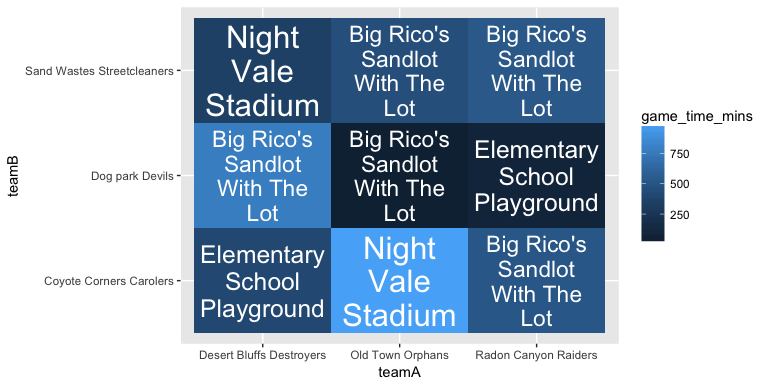 Night
Vale
Stadium
Big Rico's
Sandlot
With The
Lot
Big Rico's
Sandlot
With The
Lot
Sand Wastes Streetcleaners
Big Rico's
Sandlot
With The
Lot
Big Rico's
Sandlot
With The
Lot
Elementary
School
Playground
Dog park Devils
Elementary
School
Playground
Night
Vale
Stadium
Big Rico's
Sandlot
With The
Lot
Coyote Corners Carolers
teamB
Desert Bluffs Destroyers
Old Town Orphans
Radon Canyon Raiders
teamA
game_time_mins
750
500
250